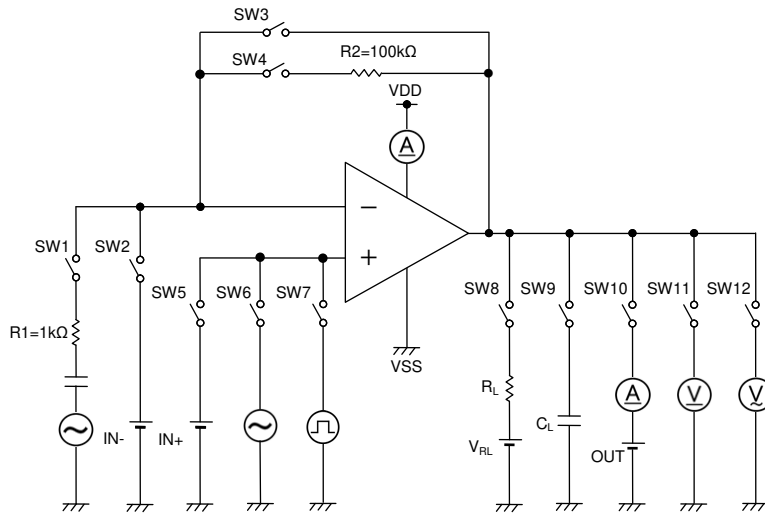 SW3
SW4
R2=100kΩ
VDD
A
−
+
SW1
SW2
SW5
SW6
SW7
SW8
SW9
SW10
SW11
SW12
R1=1kΩ
VSS
RL
A
V
V
IN-
IN+
VRL
CL
OUT